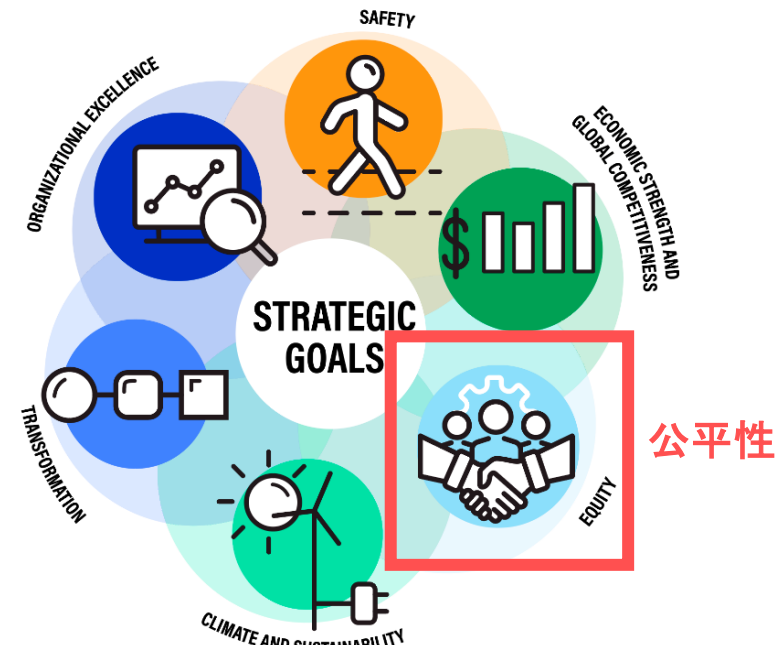 SAFETY
ECONOMIC STRENGTH AND
GLOBAL COMPETITIVENESS
EQUITY
公平性
CLIMATE AND SUSTAINABILITY
TRANSFORMATION
ORGANIZATIONAL EXCELLENCE
STRATEGIC
GOALS
$